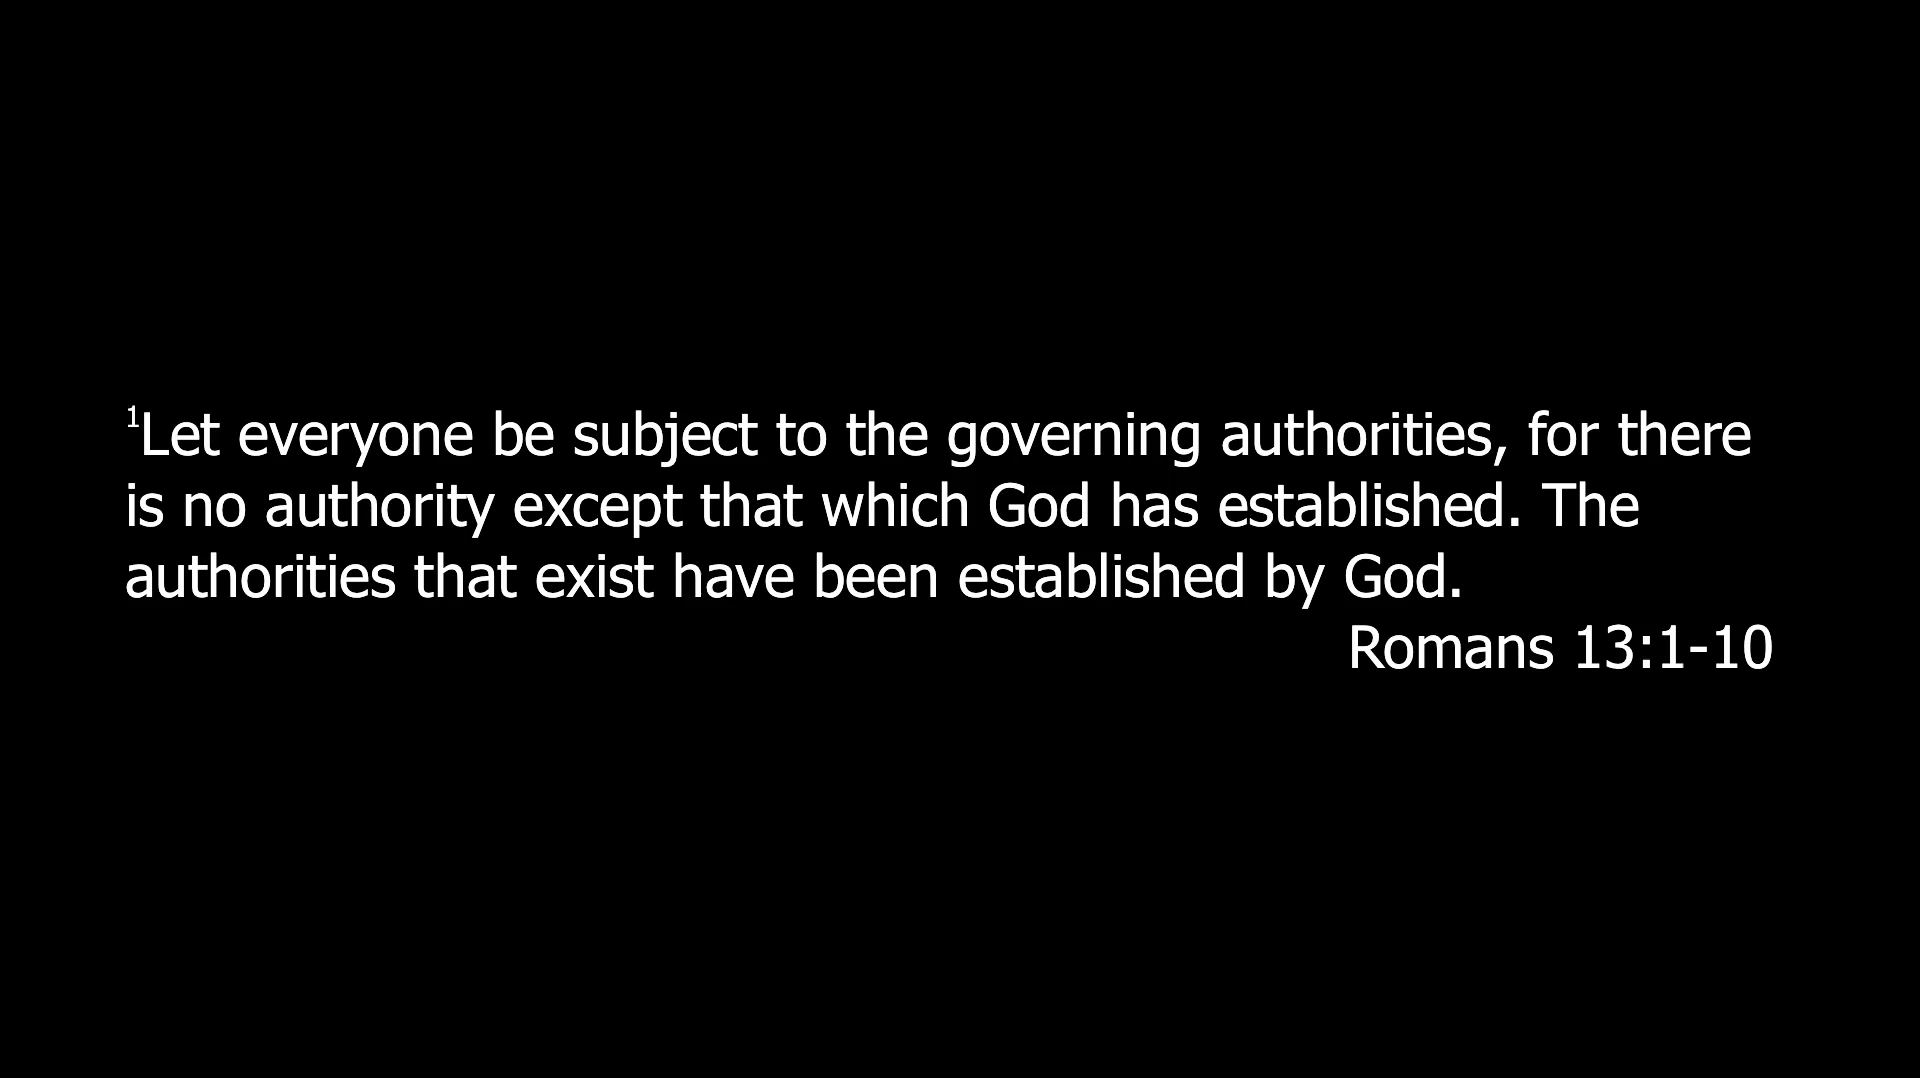 ¹Let everyone be subject to the governing authorities, for there
is no authority except that which God has established. The
authorities that exist have been established by God.
Romans 13:1-10